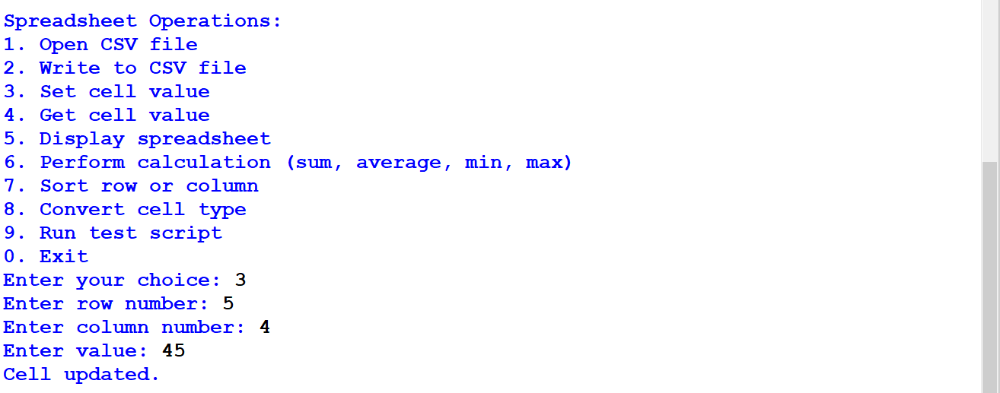 Spreadsheet Operations:
1. Open CSV file
2. Write to CSV file
3. Set cell value
4. Get cell value
5. Display spreadsheet
6. Perform calculation (sum, average, min, max)
7. Sort row or column
8. Convert cell type
9. Run test script
0. Exit
Enter your choice: 3
Enter row number: 5
Enter column number: 4
Enter value: 45
Cell updated.